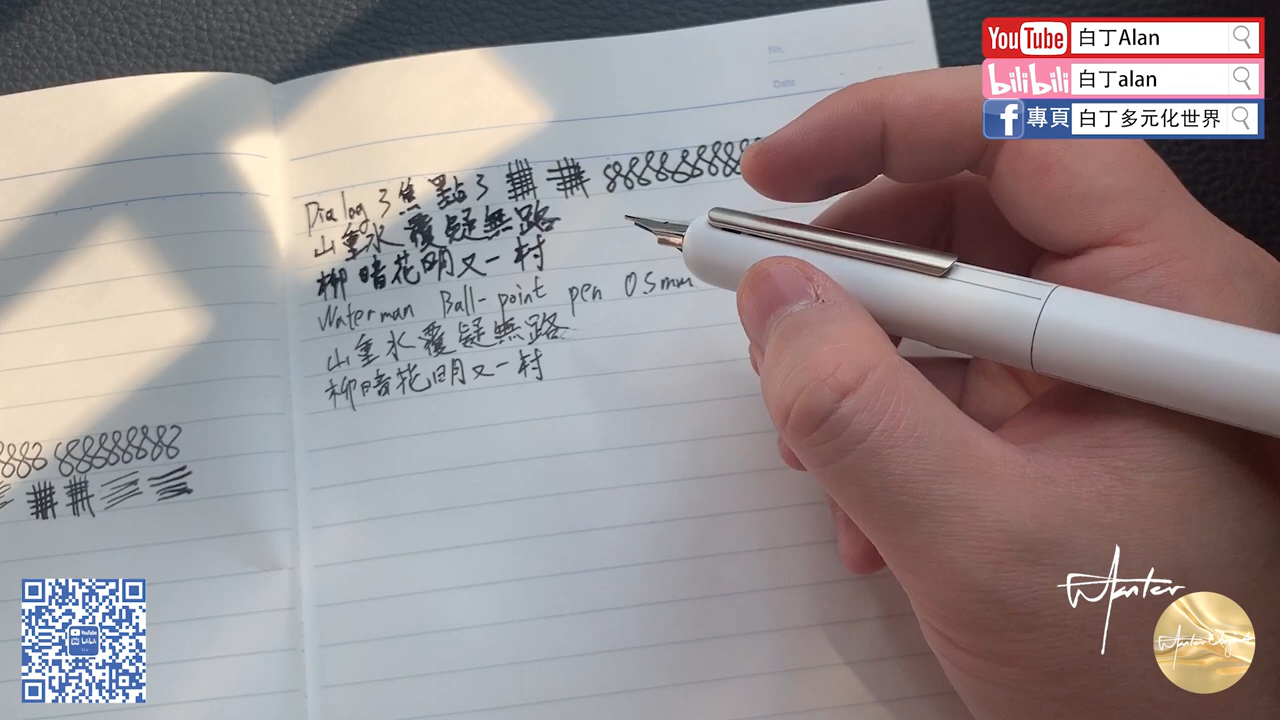 YouTube 白丁Alan
bilibili 白丁alan
f 專頁 白丁多元化世界
No.
Date
Dialog 3 焦點 3
山重水覆疑無路
柳暗花明又一村
Waterman Ball-point pen 0.5mm
山重水覆疑無路
柳暗花明又一村
Wanter